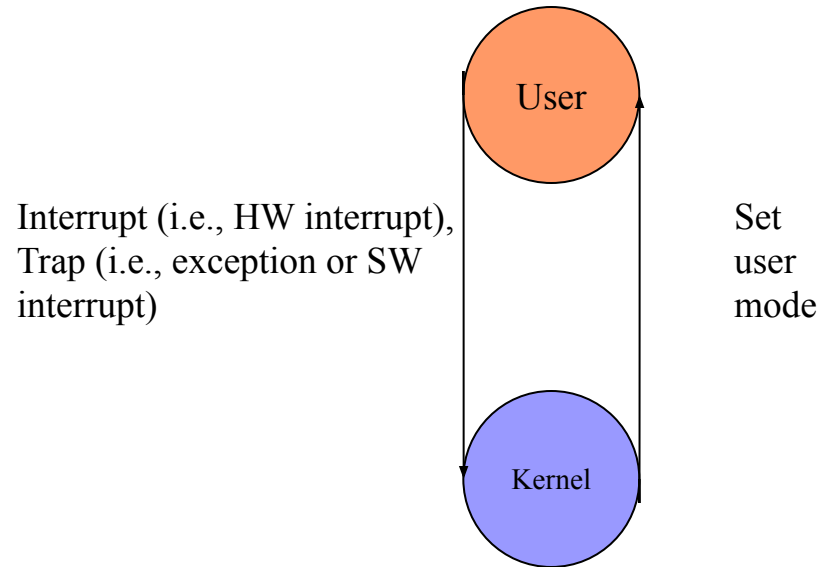 User
Interrupt (i.e., HW interrupt),
Trap (i.e., exception or SW
interrupt)
Set
user
mode
Kernel